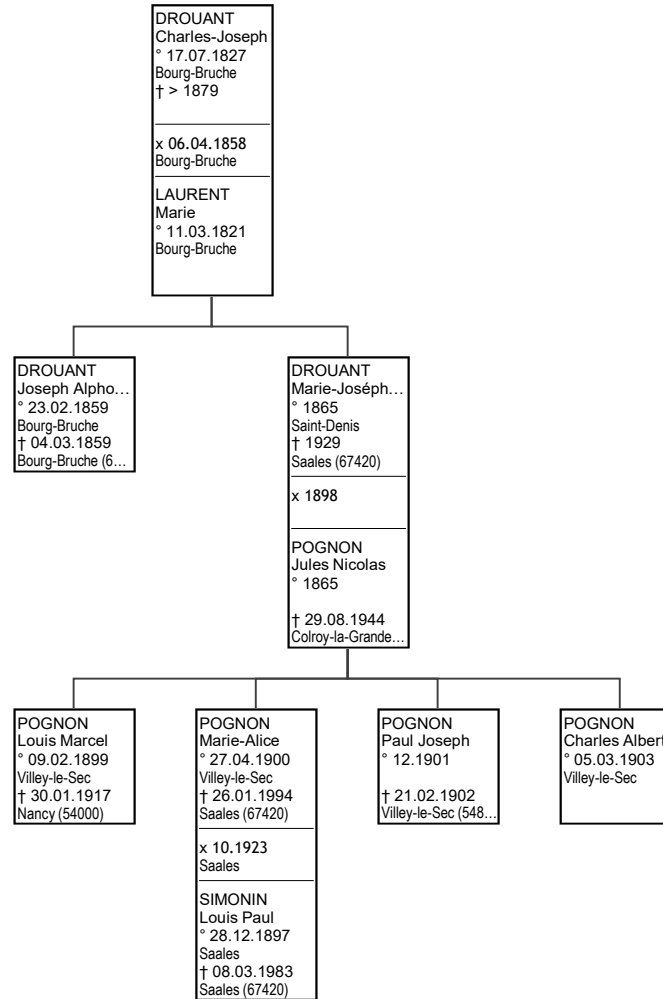 DROUANT
Charles-Joseph
° 17.07.1827
Bourg-Bruche
† > 1879
x 06.04.1858
Bourg-Bruche
LAURENT
Marie
° 11.03.1821
Bourg-Bruche
DROUANT
Joseph Alpho...
° 23.02.1859
Bourg-Bruche
† 04.03.1859
Bourg-Bruche (6...
DROUANT
Marie-Joséph...
° 1865
Saint-Denis
† 1929
Saales (67420)
x 1898
POGNON
Jules Nicolas
° 1865
† 29.08.1944
Colroy-la-Grande...
POGNON
Louis Marcel
° 09.02.1899
Villey-le-Sec
† 30.01.1917
Nancy (54000)
POGNON
Marie-Alice
° 27.04.1900
Villey-le-Sec
† 26.01.1994
Saales (67420)
x 10.1923
Saales
SIMONIN
Louis Paul
° 28.12.1897
Saales
† 08.03.1983
Saales (67420)
POGNON
Paul Joseph
° 12.1901
† 21.02.1902
Villey-le-Sec (548...
POGNON
Charles Albert
° 05.03.1903
Villey-le-Sec